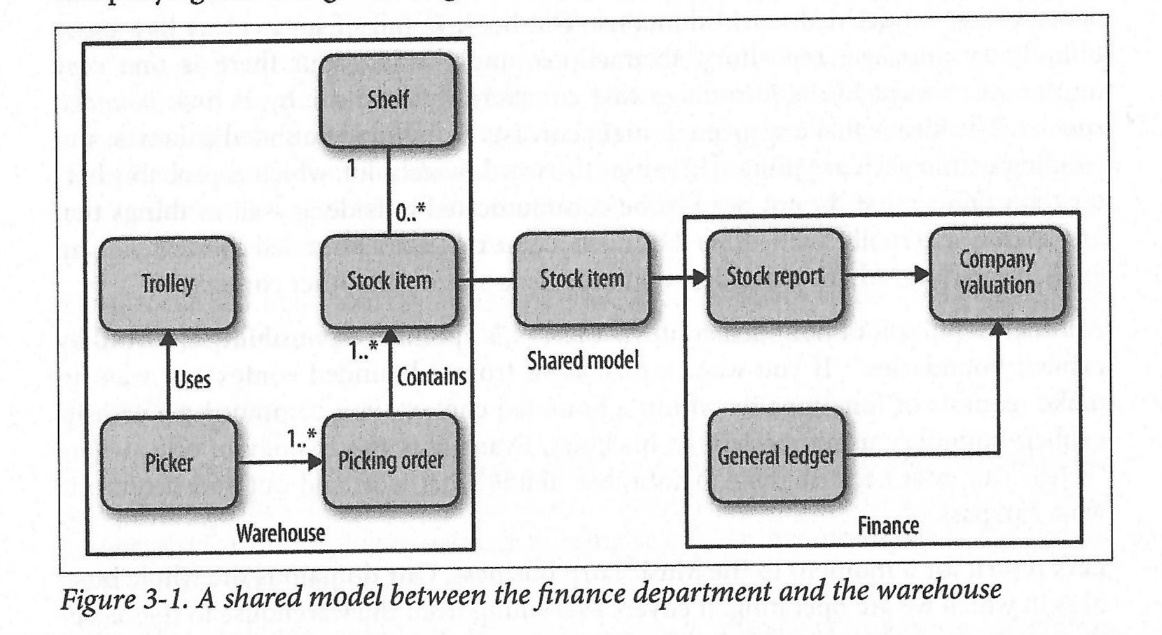 Shelf
1
0..*
Trolley
Stock item
Stock item
Stock report
Company
valuation
Shared model
Uses
1..*
Contains
Picker
1..*
Picking order
General ledger
Warehouse
Finance
Figure 3-1. A shared model between the finance department and the warehouse